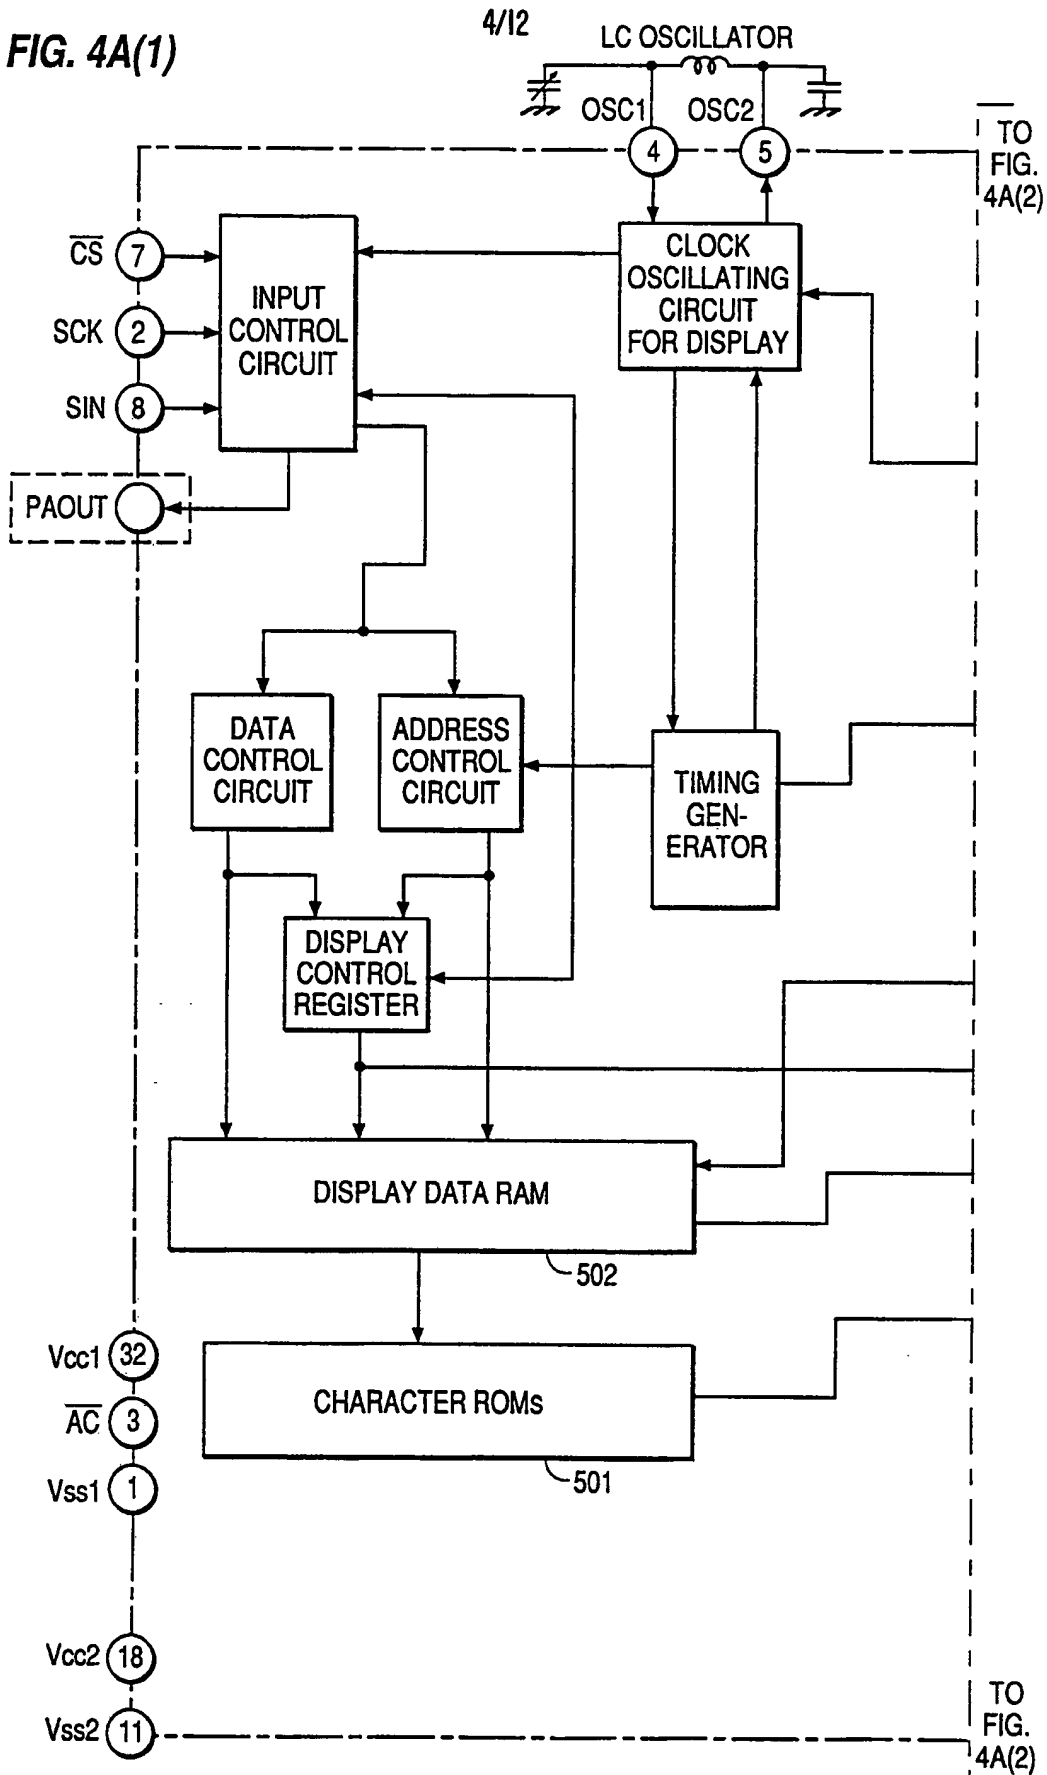 FIG. 4A(1)
4/12
LC OSCILLATOR
OSC1
OSC2
4
5
TO
FIG.
4A(2)
CS
7
SCK
2
SIN
8
PAOUT
INPUT
CONTROL
CIRCUIT
CLOCK
OSCILLATING
CIRCUIT
FOR DISPLAY
DATA
CONTROL
CIRCUIT
ADDRESS
CONTROL
CIRCUIT
TIMING
GEN-
ERATOR
DISPLAY
CONTROL
REGISTER
DISPLAY DATA RAM
502
CHARACTER ROMs
501
Vcc1
32
AC
3
Vss1
1
Vcc2
18
Vss2
11
TO
FIG.
4A(2)